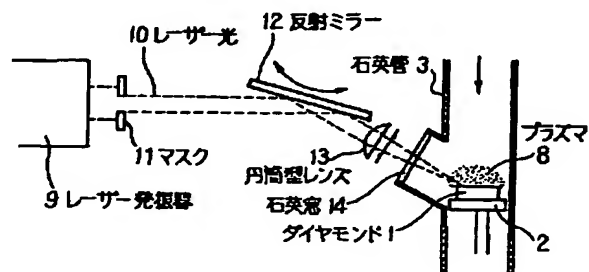 12 反射ミラー
10 レーザー光
石英管 3
プラズマ
8
11 マスク
13
円筒型レンズ
9 レーザー発振器
石英窓 14
ダイヤモンド 1
2